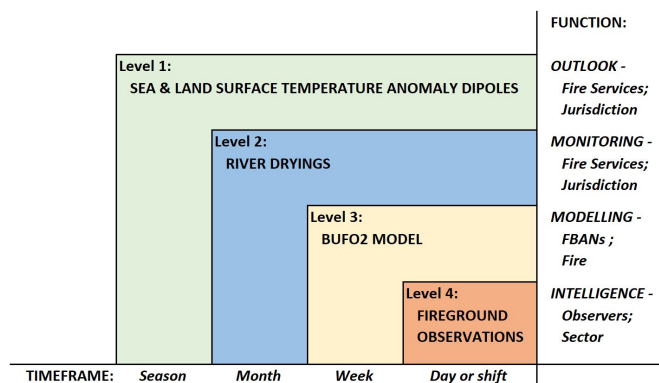 FUNCTION:
Level 1:
SEA & LAND SURFACE TEMPERATURE ANOMALY DIPOLES
OUTLOOK -
Fire Services;
Jurisdiction
Level 2:
RIVER DRYINGS
MONITORING -
Fire Services;
Jurisdiction
Level 3:
BUFO2 MODEL
MODELLING -
FBANs ;
Fire
Level 4:
FIREGROUND
OBSERVATIONS
INTELLIGENCE -
Observers;
Sector
TIMEFRAME: Season Month Week Day or shift